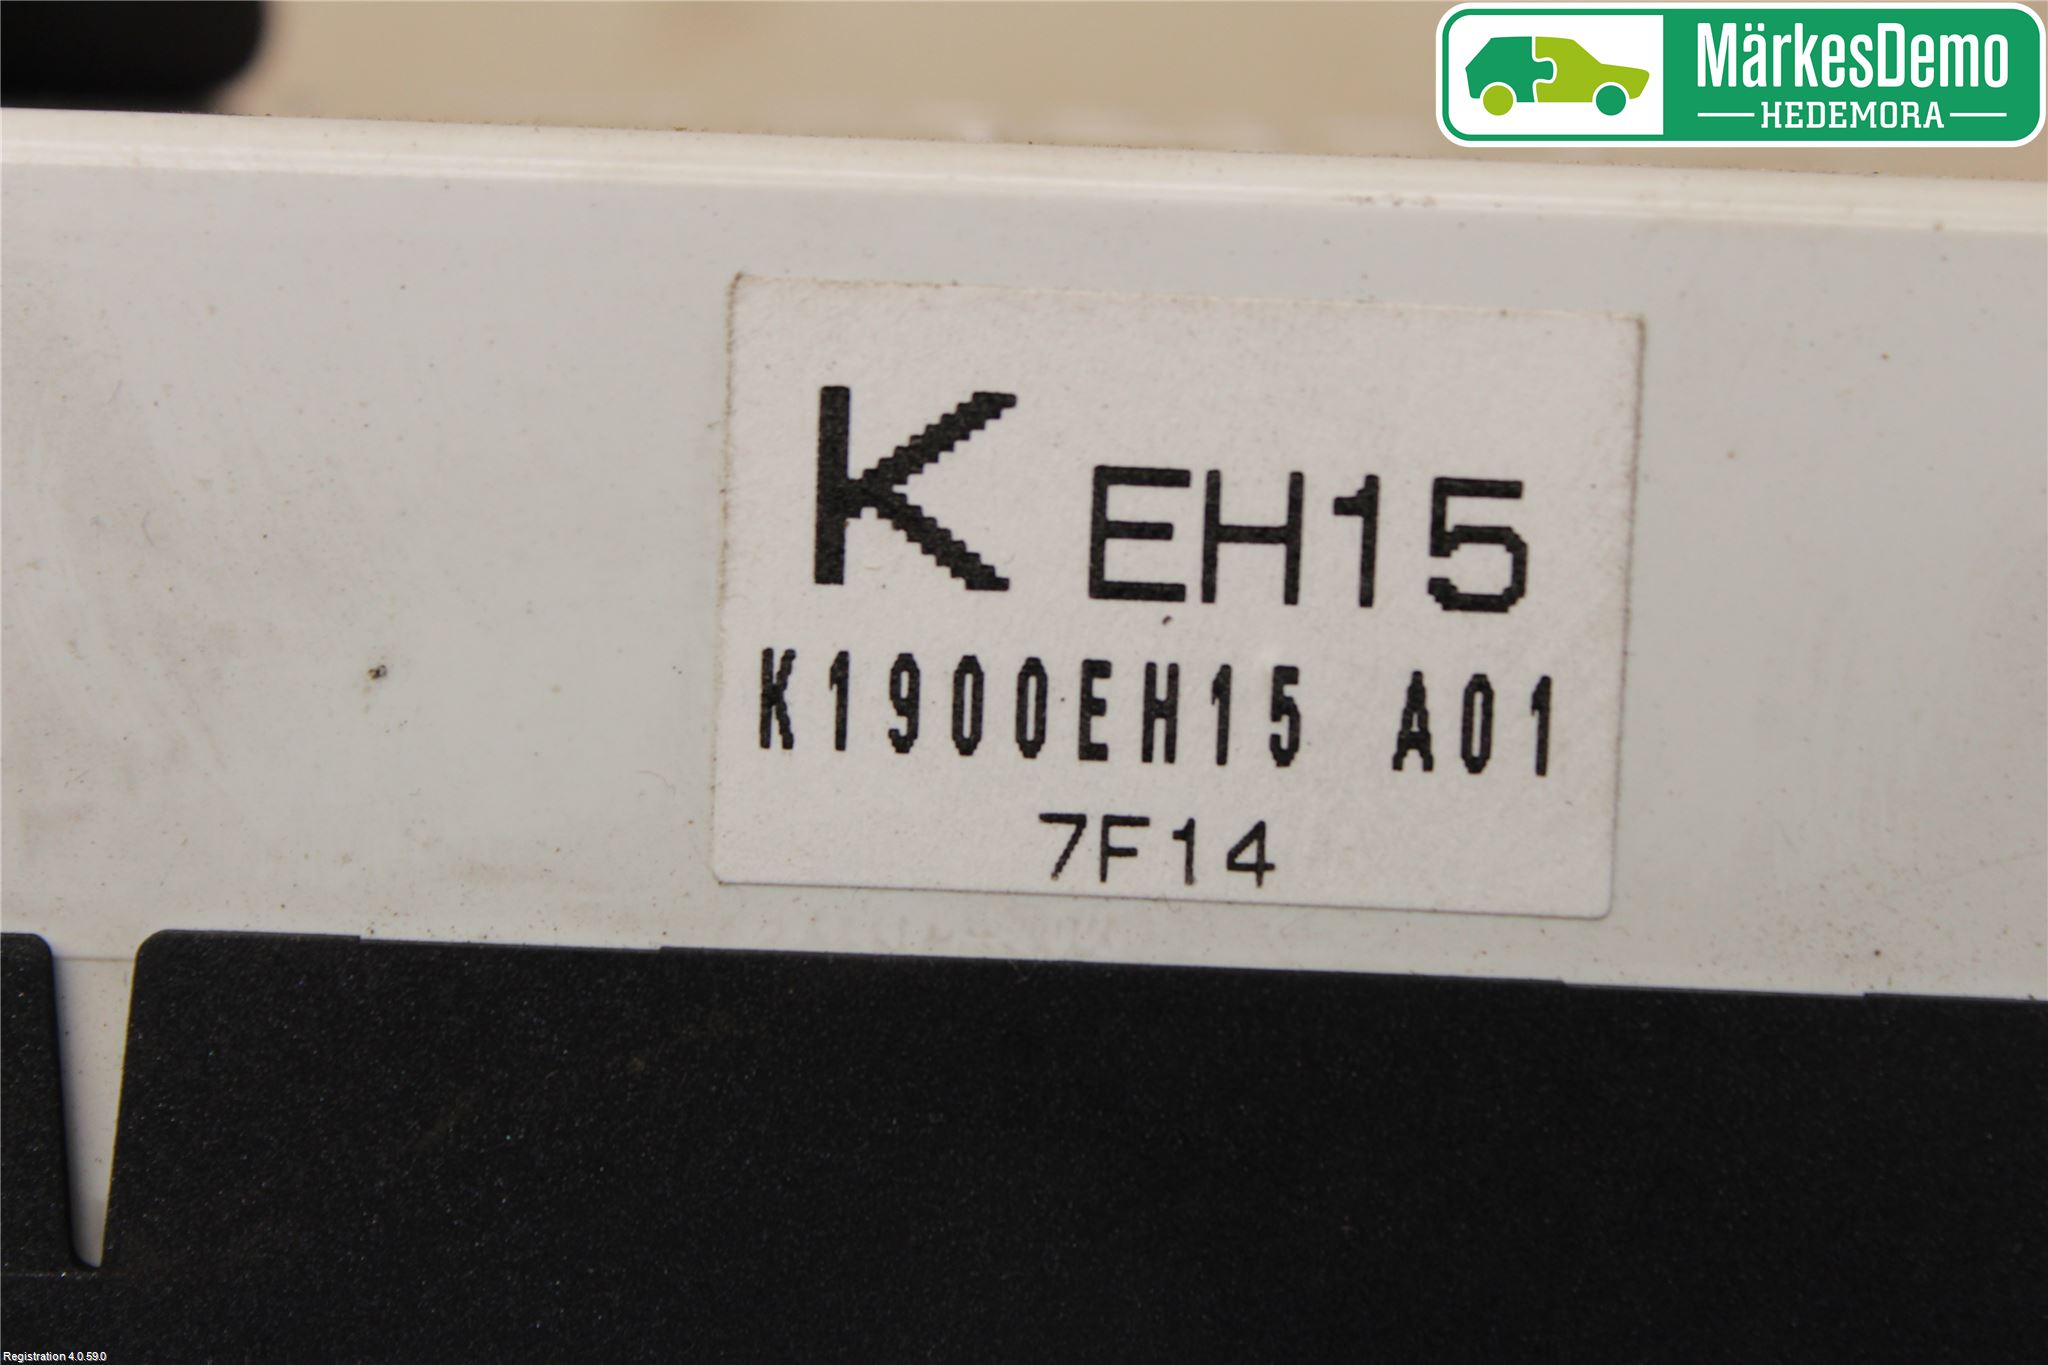 MärkesDemo
HEDEMORA
K EH15
K1900EH15 A01
7F14
Registration 4.0.59.0